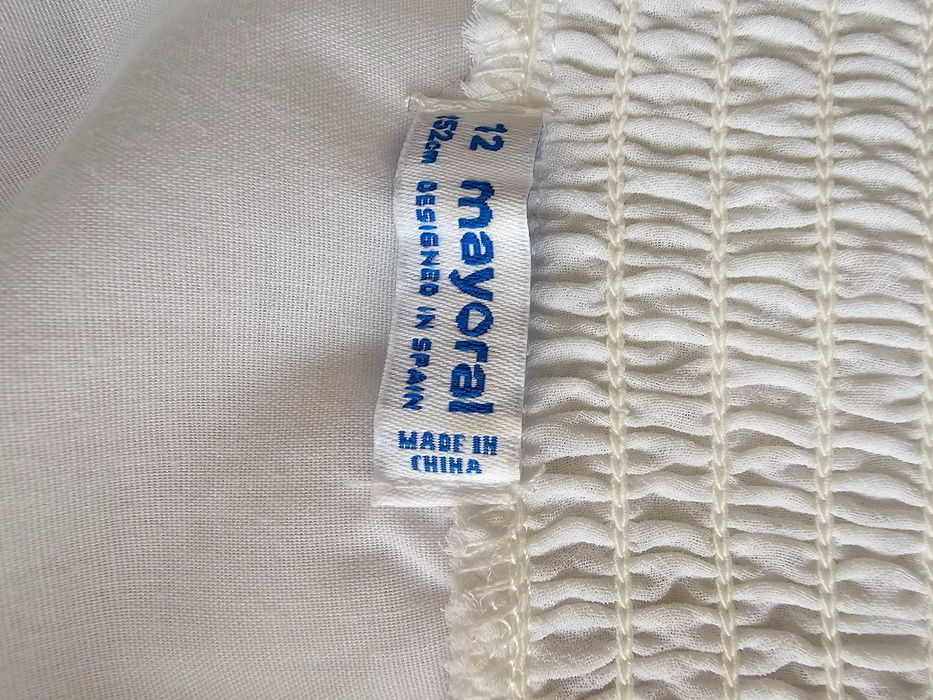 12 mayoral
152cm DESIGNED IN SPAIN
MADE IN
CHINA